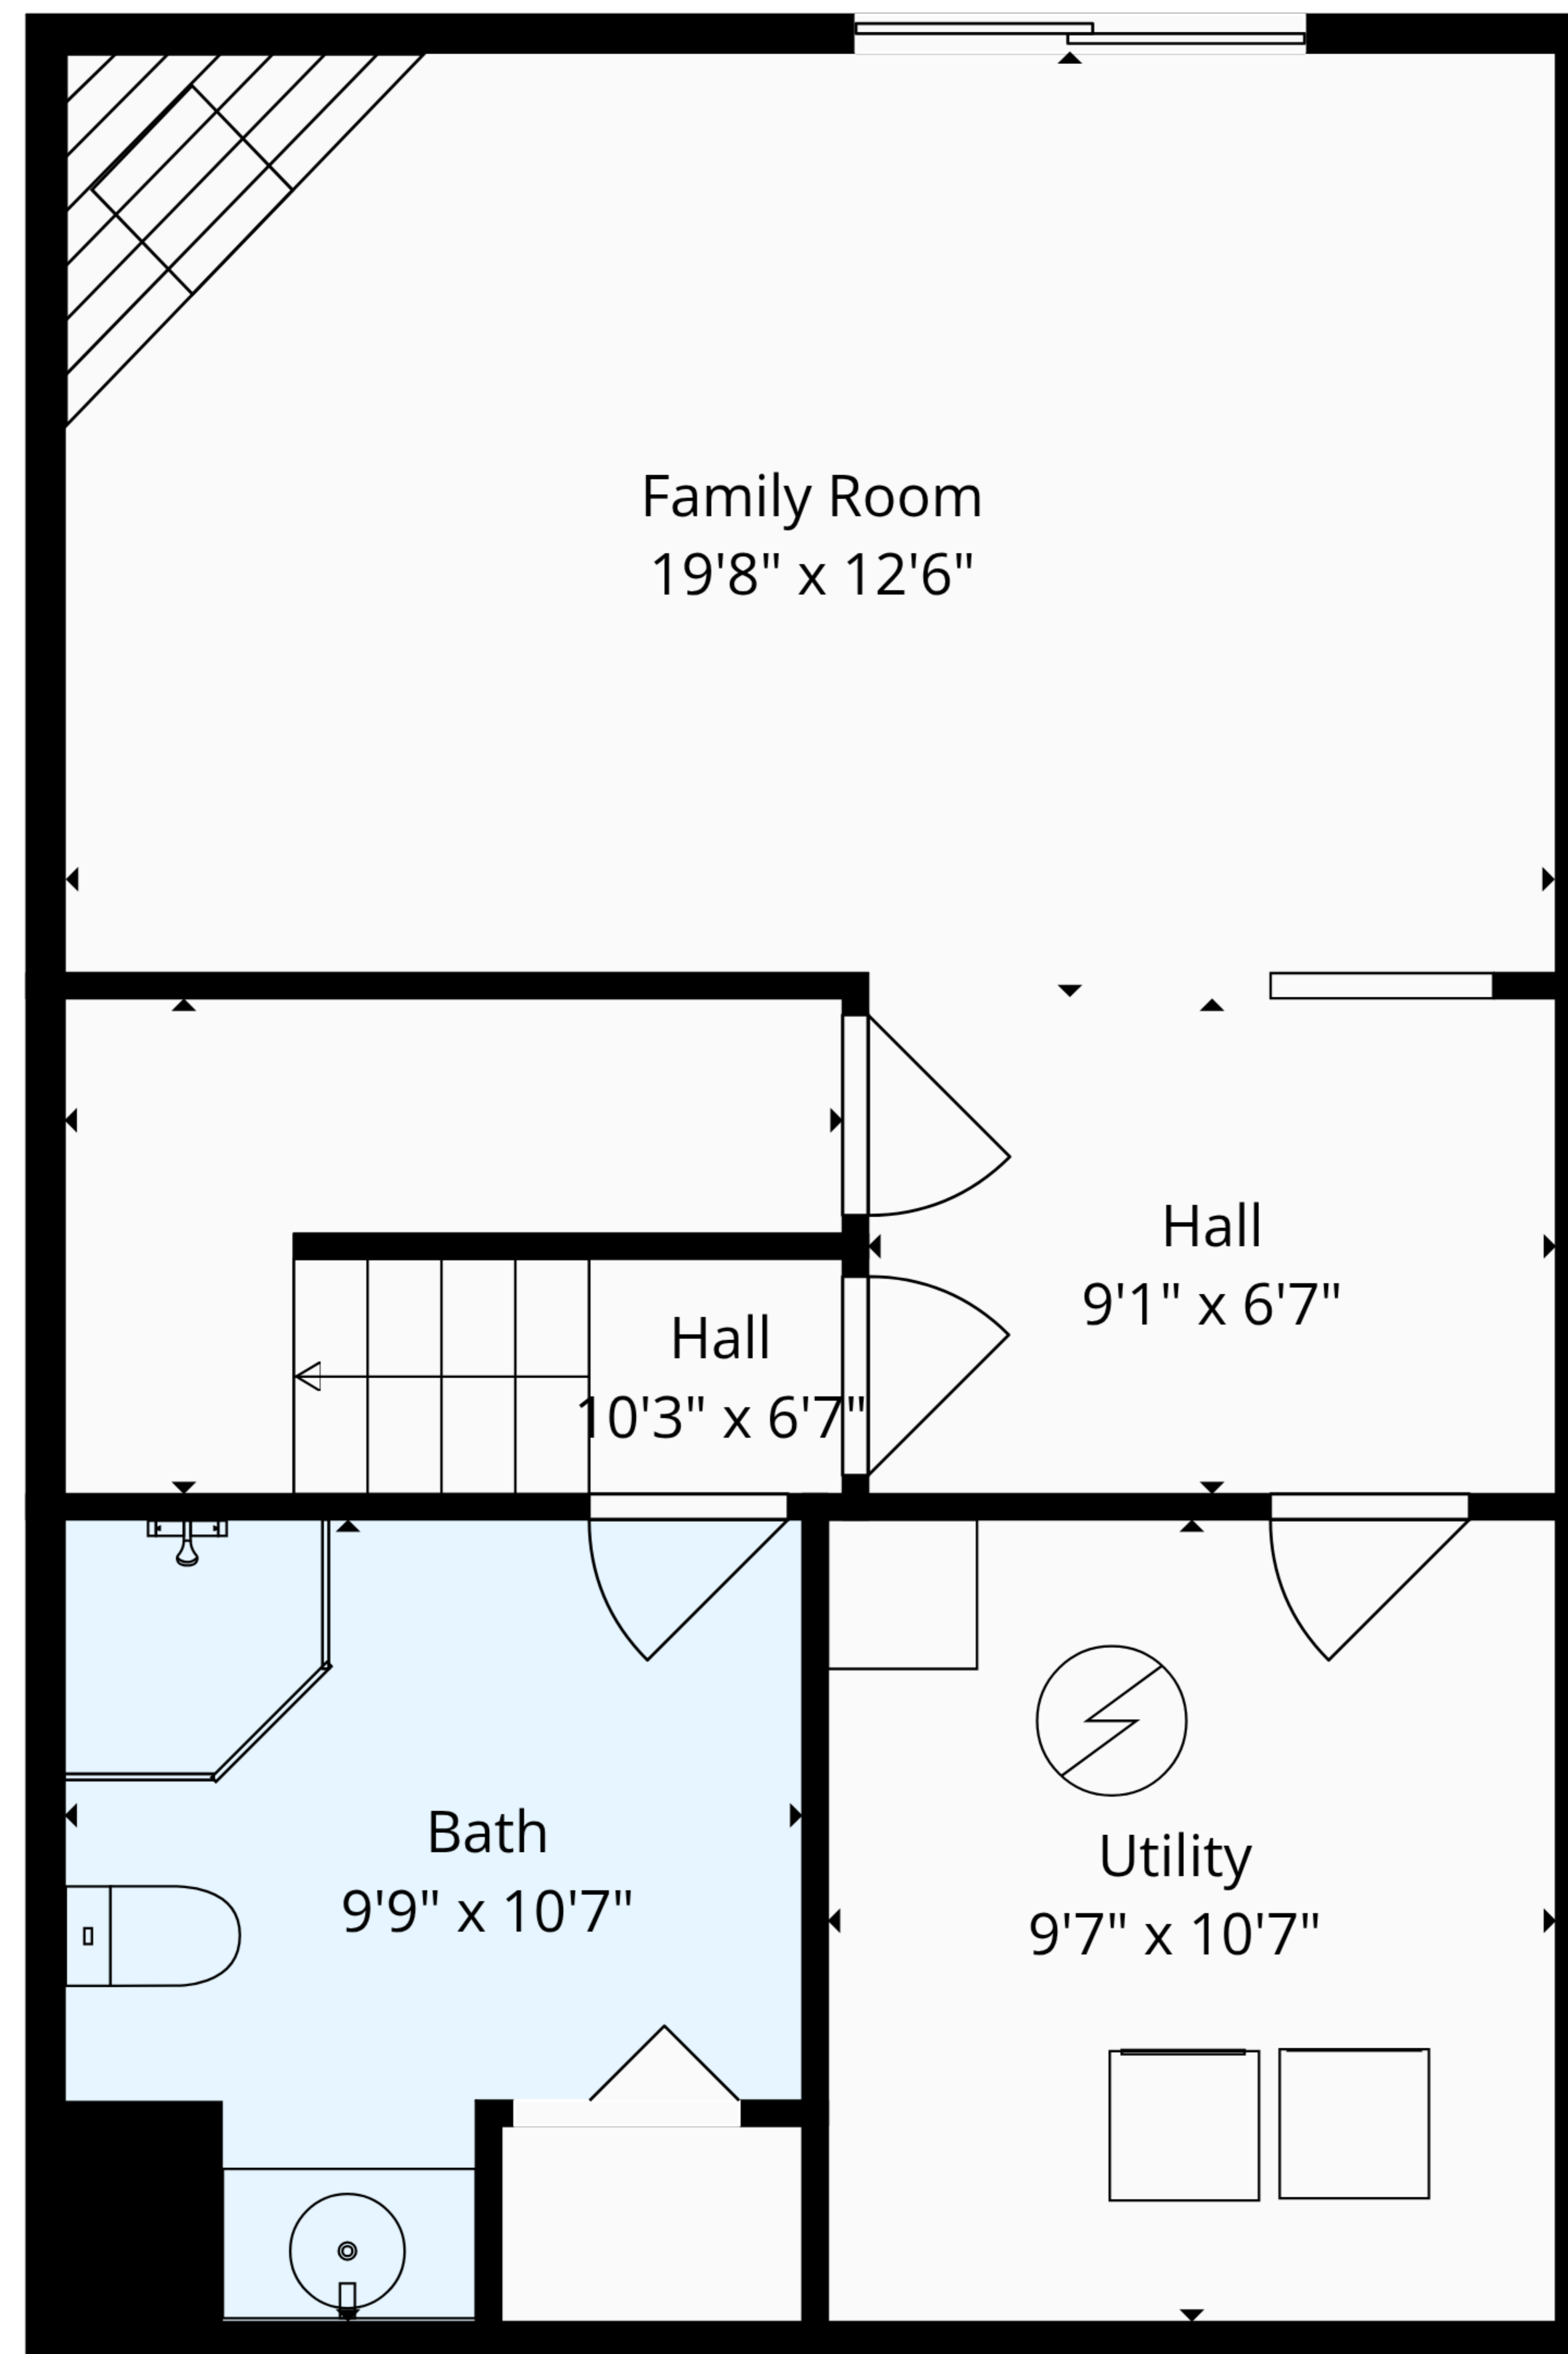 Family Room
19'8" x 12'6"
Hall
9'1" x 6'7"
Hall
10'3" x 6'7"
Bath
9'9" x 10'7"
Utility
9'7" x 10'7"